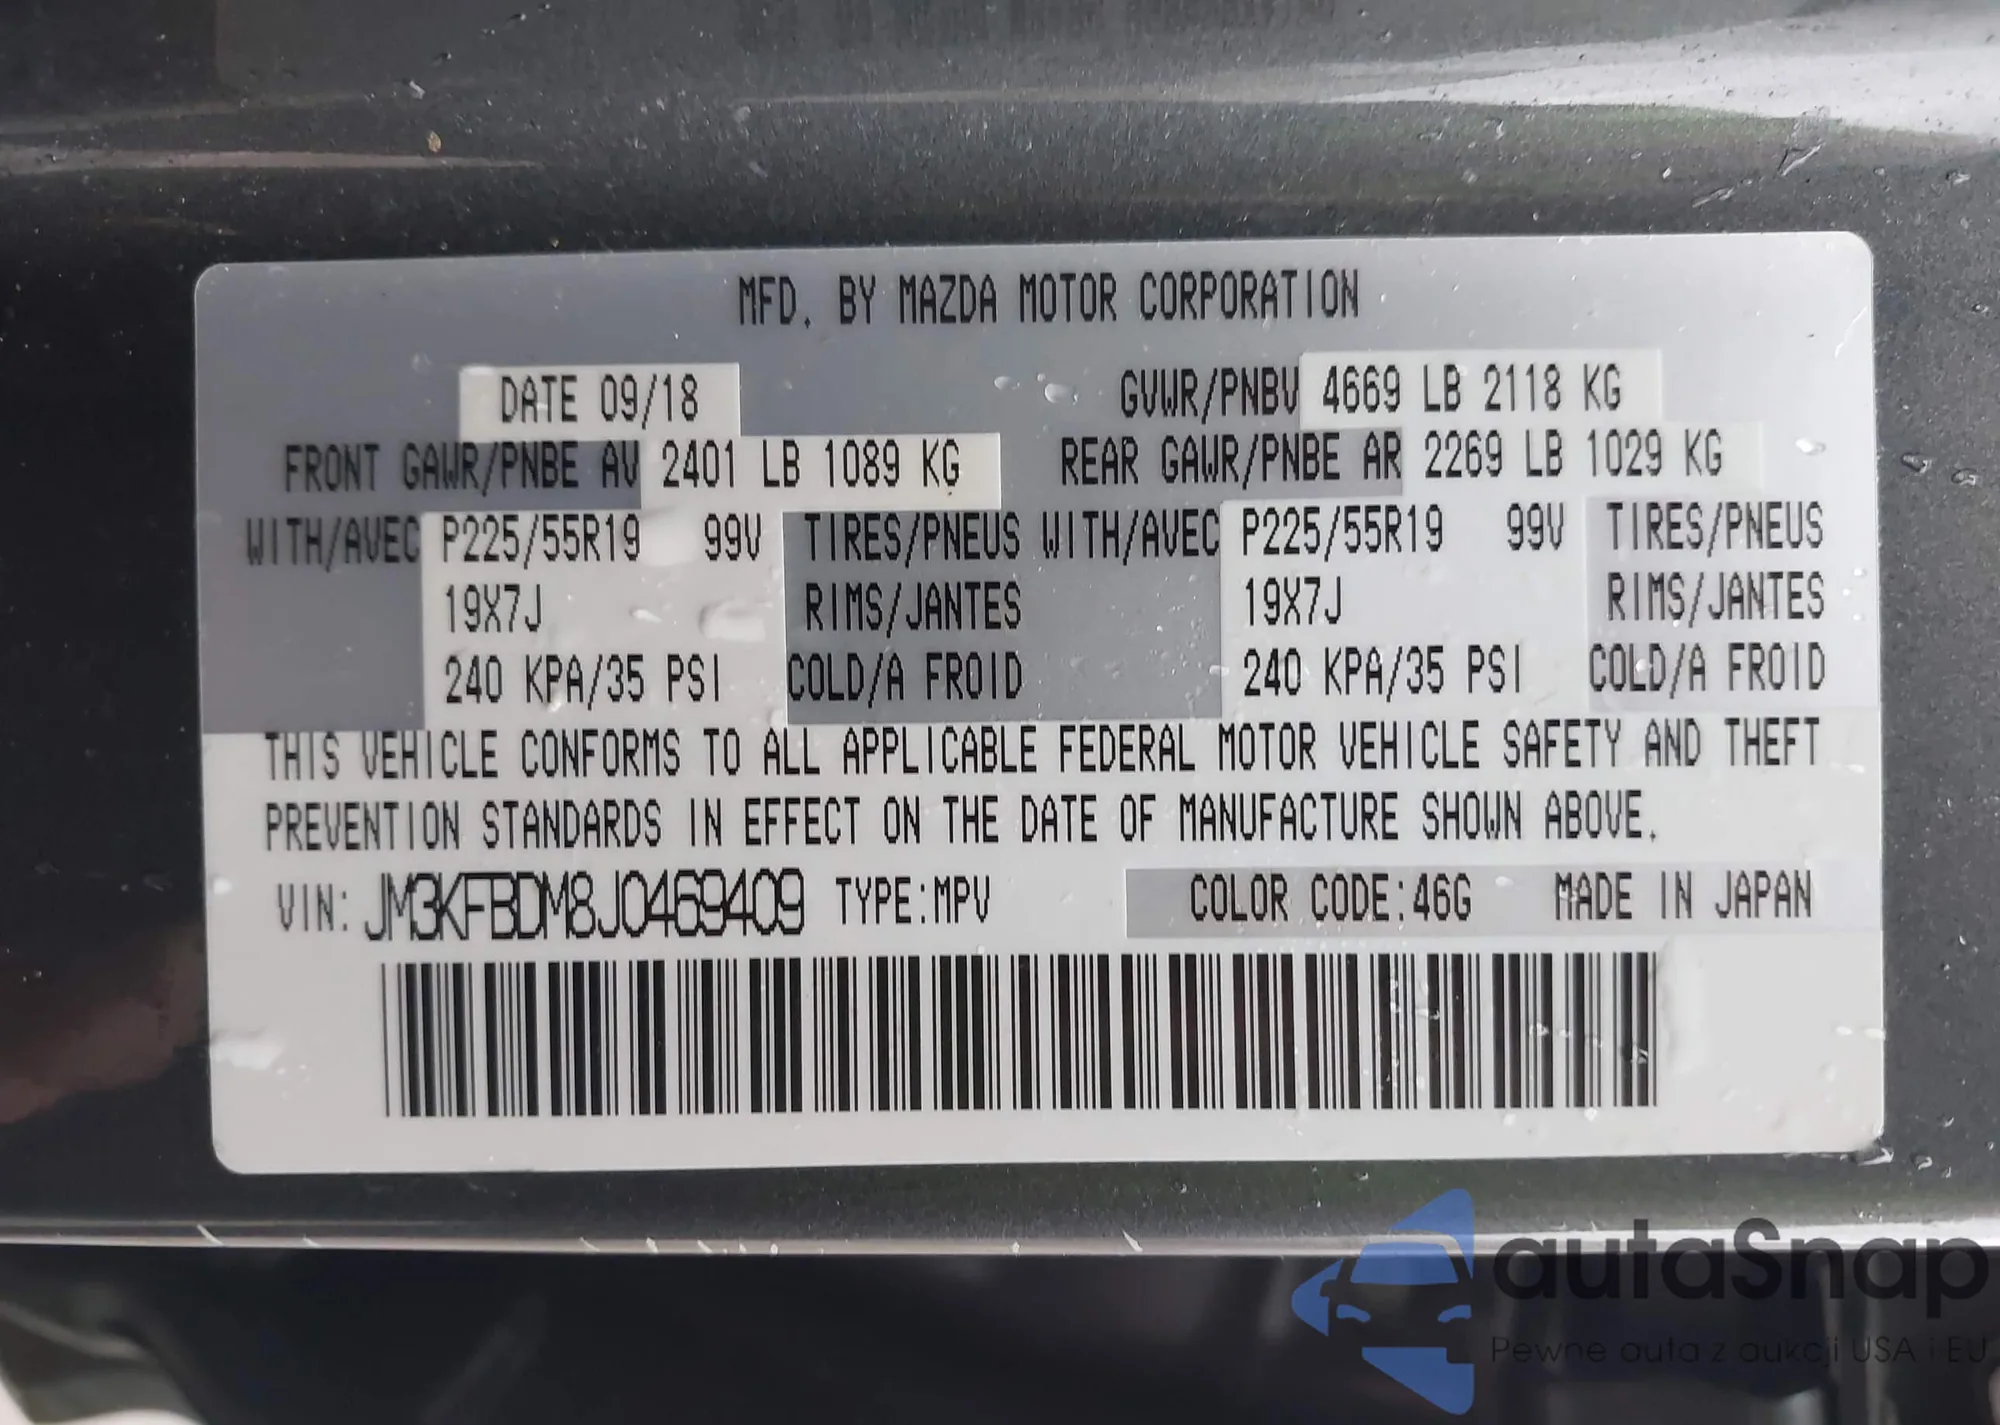 MFD. BY MAZDA MOTOR CORPORATION
DATE 09/18 GVWR/PNBV 4669 LB 2118 KG
FRONT GAWR/PNBE AV 2401 LB 1089 KG REAR GAWR/PNBE AR 2269 LB 1029 KG
WITH/AVEC P225/55R19 99V TIRES/PNEUS WITH/AVEC P225/55R19 99V TIRES/PNEUS
19X7J RIMS/JANTES 19X7J RIMS/JANTES
240 KPA/35 PSI COLD/A FROID 240 KPA/35 PSI COLD/A FROID
THIS VEHICLE CONFORMS TO ALL APPLICABLE FEDERAL MOTOR VEHICLE SAFETY AND THEFT
PREVENTION STANDARDS IN EFFECT ON THE DATE OF MANUFACTURE SHOWN ABOVE.
VIN: JM3KFBDM8J0469409 TYPE:MPV COLOR CODE:46G MADE IN JAPAN
autaSnap
Pewne auta z aukcji USA i EU